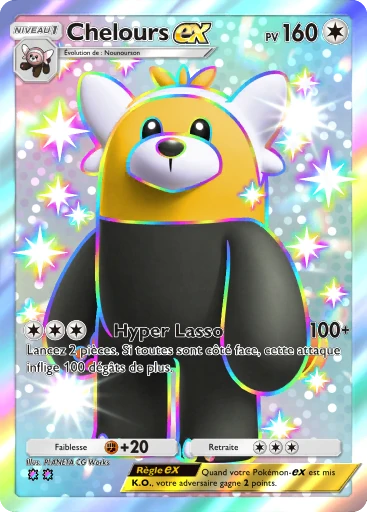 NIVEAU 1
Chelours ex
PV 160
Évolution de : Nounourson
Hyper Lasso 100+
Lancez 2 pièces. Si toutes sont côté face, cette attaque
inflige 100 dégâts de plus.
Faiblesse +20
Retraite
Illus. PLANETA CG Works
Règle ex
Quand votre Pokémon-ex est mis
K.O., votre adversaire gagne 2 points.